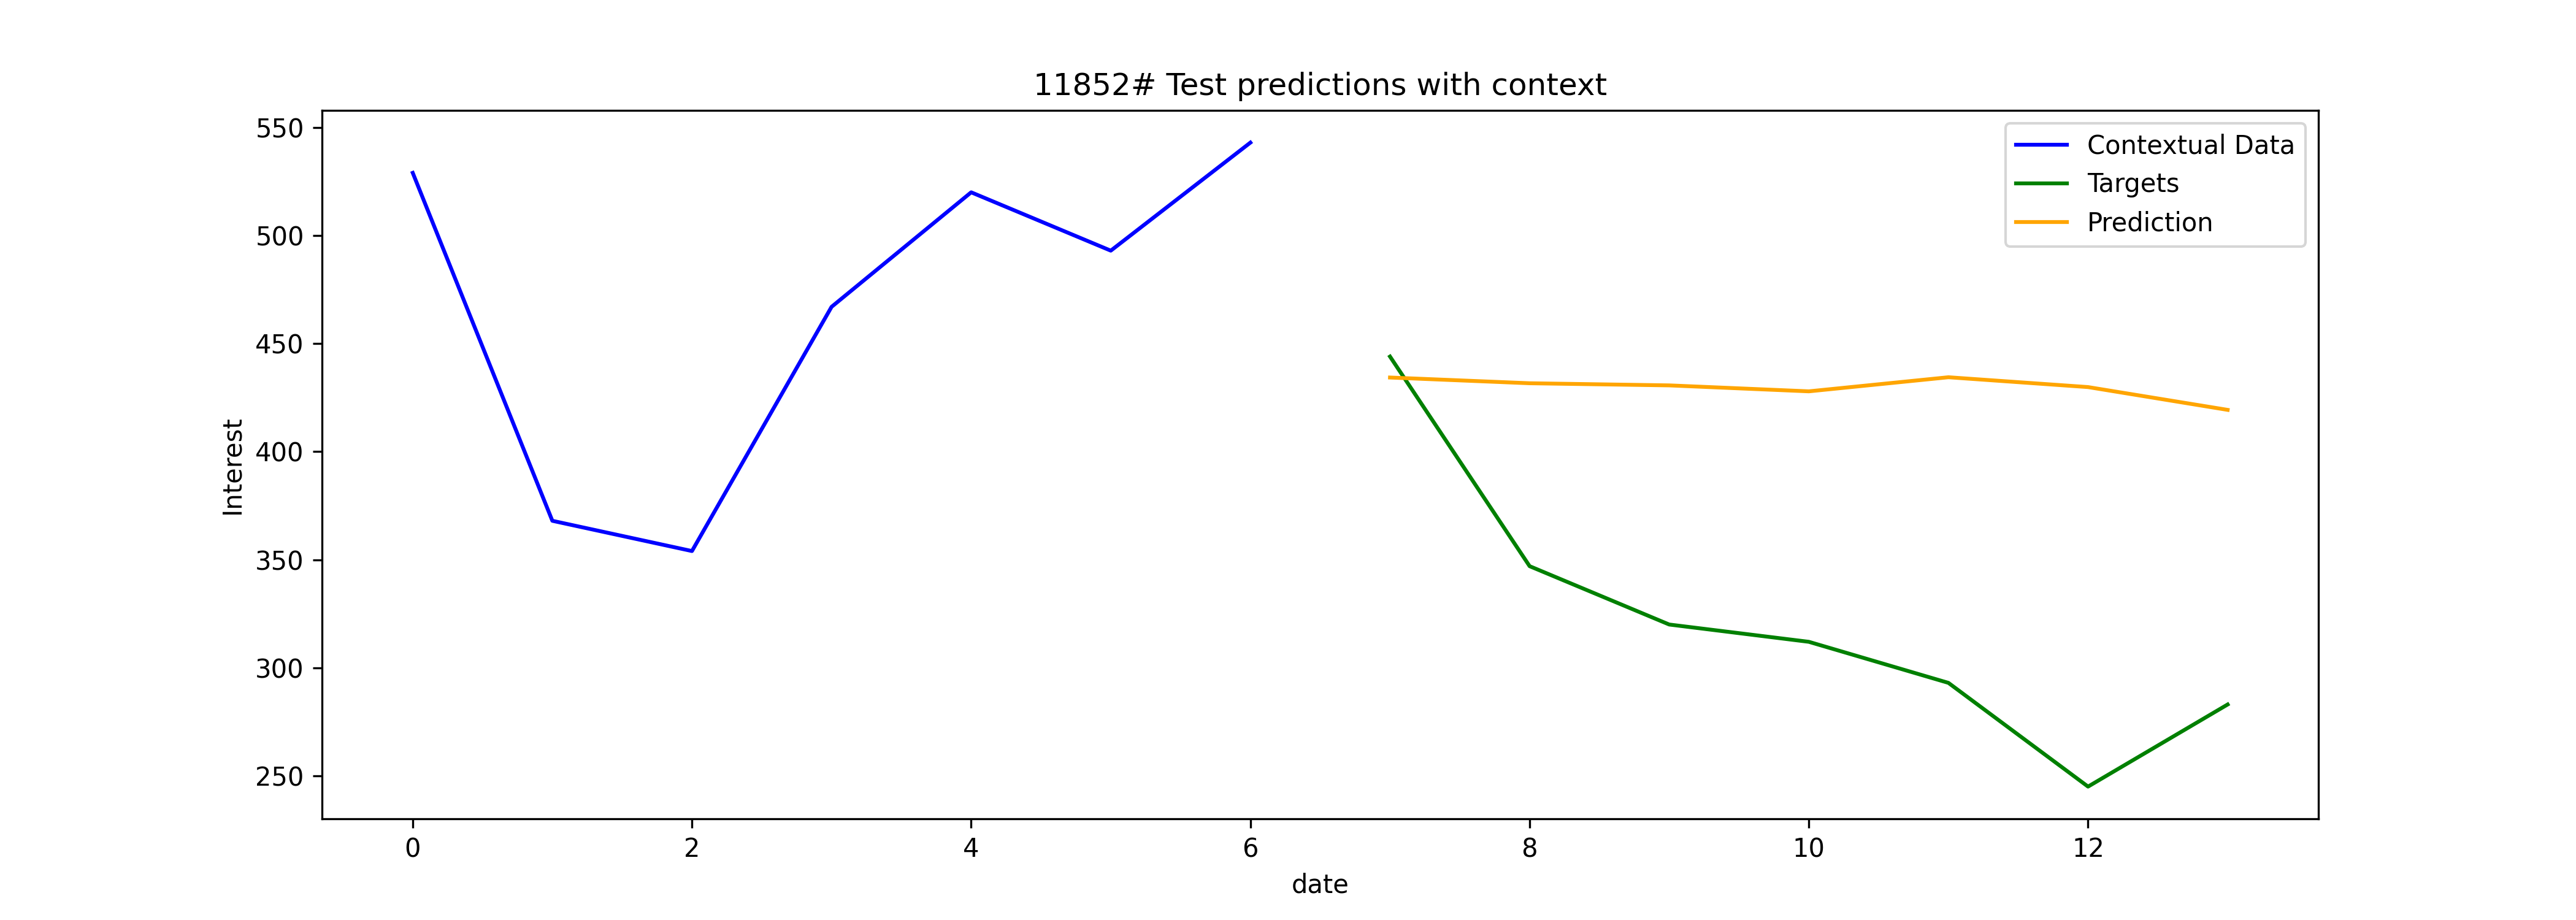 11852# Test predictions with context
550
500
450
400
350
300
250
Interest
Contextual Data
Targets
Prediction
0 2 4 6 8 10 12
date